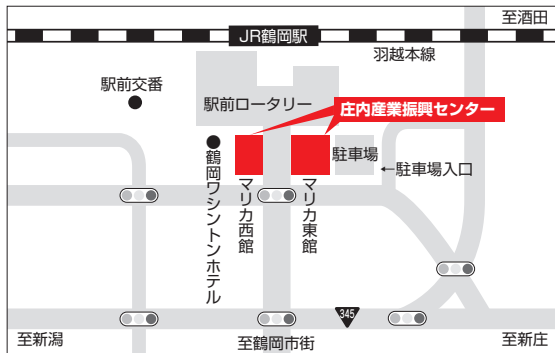 至酒田
JR鶴岡駅
羽越本線
駅前交番
駅前ロータリー
庄内産業振興センター
鶴岡ワシントンホテル
マリカ西館
マリカ東館
駐車場
←駐車場入口
345
至新潟
至鶴岡市街
至新庄